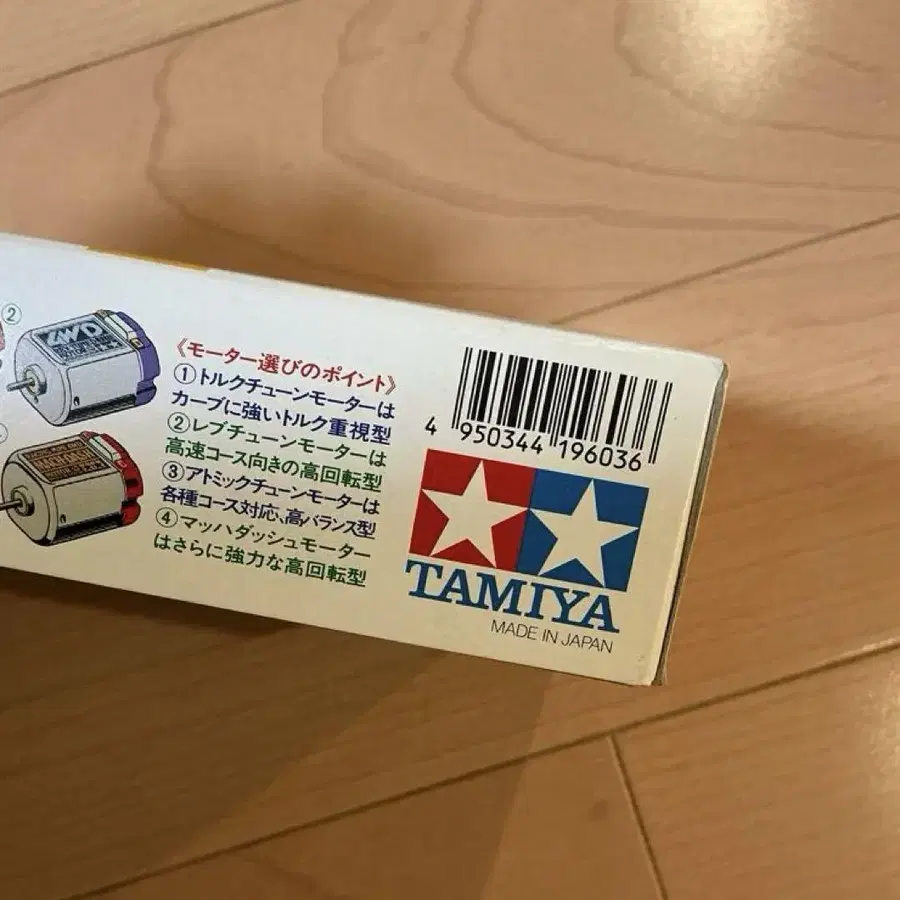 ②
《モーター選びのポイント》
①トルクチューンモーターは
カーブに強いトルク重視型
②レブチューンモーターは
高速コース向きの高回転型
③アトミックチューンモーターは
各種コース対応、高バランス型
④マッハダッシュモーター
はさらに強力な高回転型
4 950344 196036
TAMIYA
MADE IN JAPAN